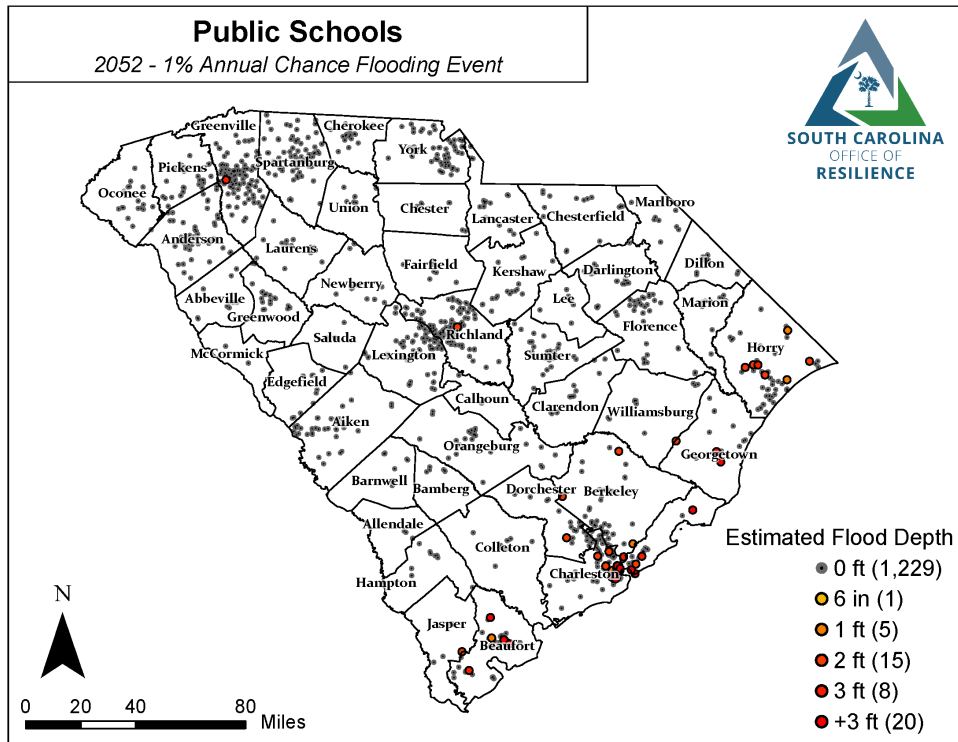 Public Schools
2052 - 1% Annual Chance Flooding Event
SOUTH CAROLINA
OFFICE OF
RESILIENCE
Greenville
Cherokee
York
Spartanburg
Pickens
Oconee
Union
Chester
Lancaster
Chesterfield
Marlboro
Anderson
Laurens
Fairfield
Kershaw
Darlington
Dillon
Newberry
Abbeville
Greenwood
Lee
Marion
Florence
Saluda
Richland
Horry
McCormick
Lexington
Sumter
Edgefield
Calhoun
Clarendon
Williamsburg
Aiken
Orangeburg
Georgetown
Barnwell
Bamberg
Dorchester
Berkeley
Allendale
Colleton
Charleston
Hampton
Jasper
Beaufort
Estimated Flood Depth
0 ft (1,229)
6 in (1)
1 ft (5)
2 ft (15)
3 ft (8)
+3 ft (20)
N
0 20 40 80
Miles